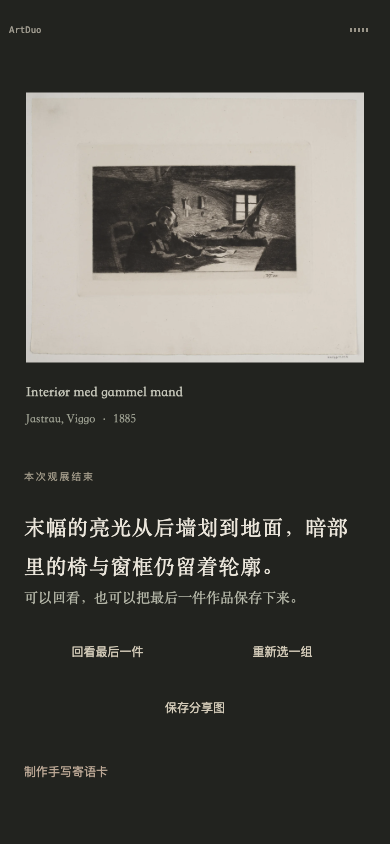 ArtDuo
Interiør med gammel mand
Jastrau, Viggo · 1885
本次观展结束
末幅的亮光从后墙划到地面，暗部
里的椅与窗框仍留着轮廓。
可以回看，也可以把最后一件作品保存下来。
回看最后一件
重新选一组
保存分享图
制作手写寄语卡